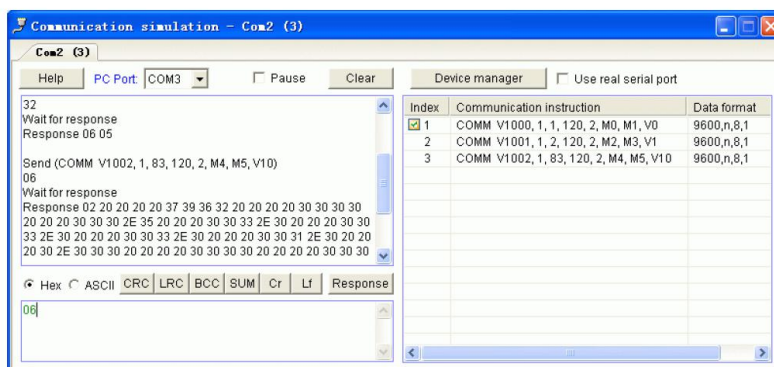 Communication simulation - Com2 (3)
Com2 (3)
Help PC Port: COM3 Pause Clear
32
Wait for response
Response 06 05
Send (COMM V1002, 1, 83, 120, 2, M4, M5, V10)
06
Wait for response
Response 02 20 20 20 20 37 39 36 32 20 20 20 20 30 30 30 30
20 20 20 30 30 30 2E 35 20 20 20 30 30 33 2E 30 20 20 20 30 30
33 2E 30 20 20 20 30 30 33 2E 30 20 20 20 30 30 31 2E 30 20 20
20 30 2E 30 30 30 20 20 30 30 30 30 20 20 20 20 20 30 30 30
Hex ASCII CRC LRC BCC SUM Cr Lf Response
06
Device manager Use real serial port
Index Communication instruction Data format
1 COMM V1000, 1, 1, 120, 2, M0, M1, V0 9600,n,8,1
2 COMM V1001, 1, 2, 120, 2, M2, M3, V1 9600,n,8,1
3 COMM V1002, 1, 83, 120, 2, M4, M5, V10 9600,n,8,1